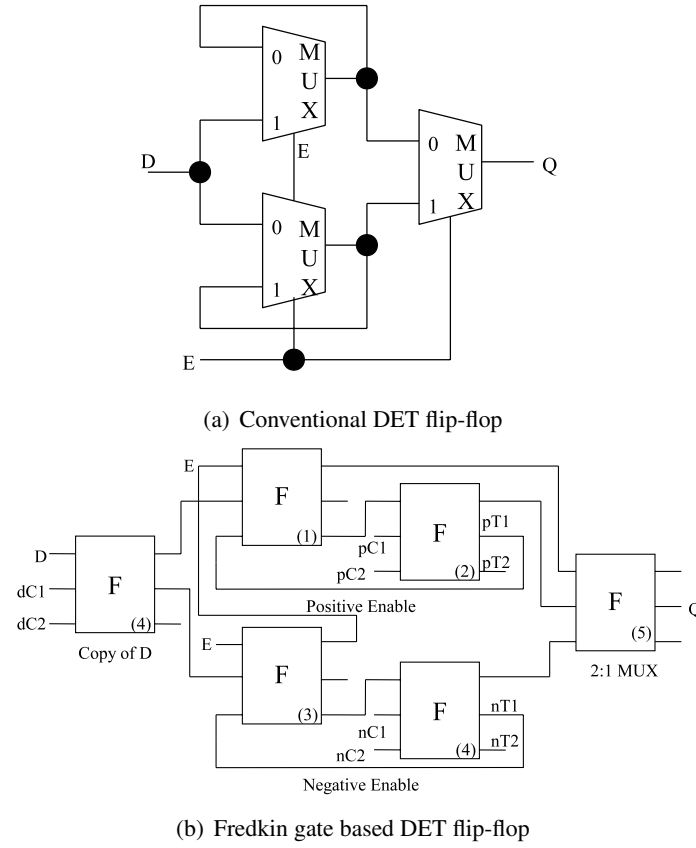 0 M
U
1 X
E
D
0 M
U
1 X
0 M
U
1 X
Q
E
(a) Conventional DET flip-flop
E
F
(1)
F
pT1
pC1
pC2
(2)
pT2
Positive Enable
D
dC1
dC2
F
(4)
Copy of D
F
(5)
Q
2:1 MUX
E
F
(3)
F
nT1
nC1
nC2
(4)
nT2
Negative Enable
(b) Fredkin gate based DET flip-flop